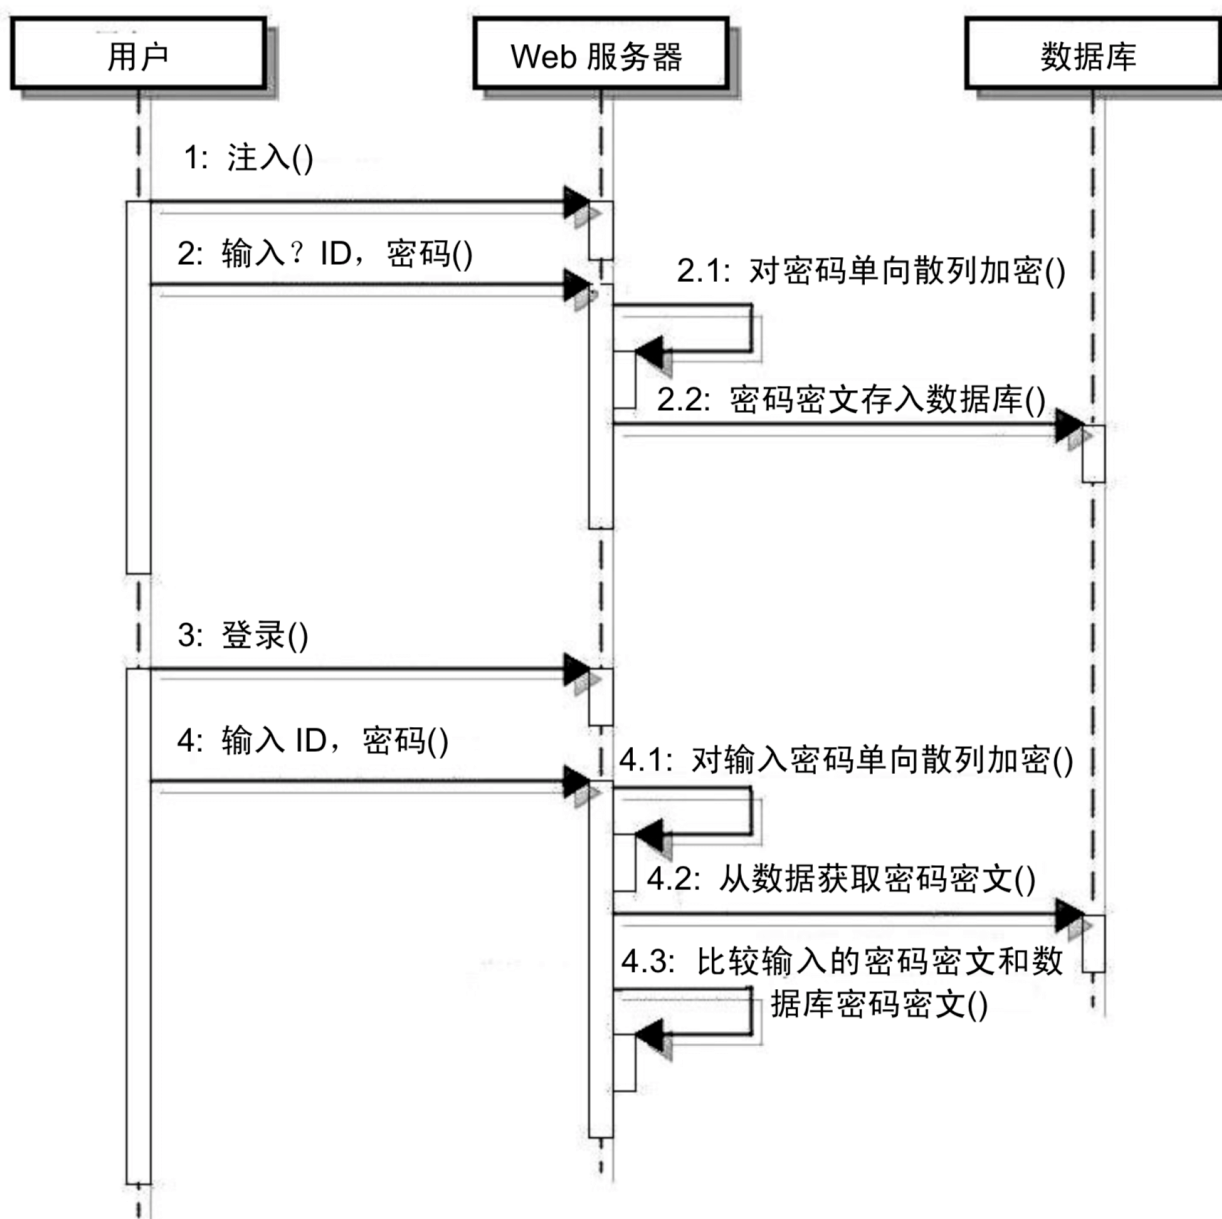 用户
Web 服务器
数据库
1: 注入()
2: 输入？ID，密码()
2.1: 对密码单向散列加密()
2.2: 密码密文存入数据库()
3: 登录()
4: 输入 ID，密码()
4.1: 对输入密码单向散列加密()
4.2: 从数据获取密码密文()
4.3: 比较输入的密码密文和数
据库密码密文()